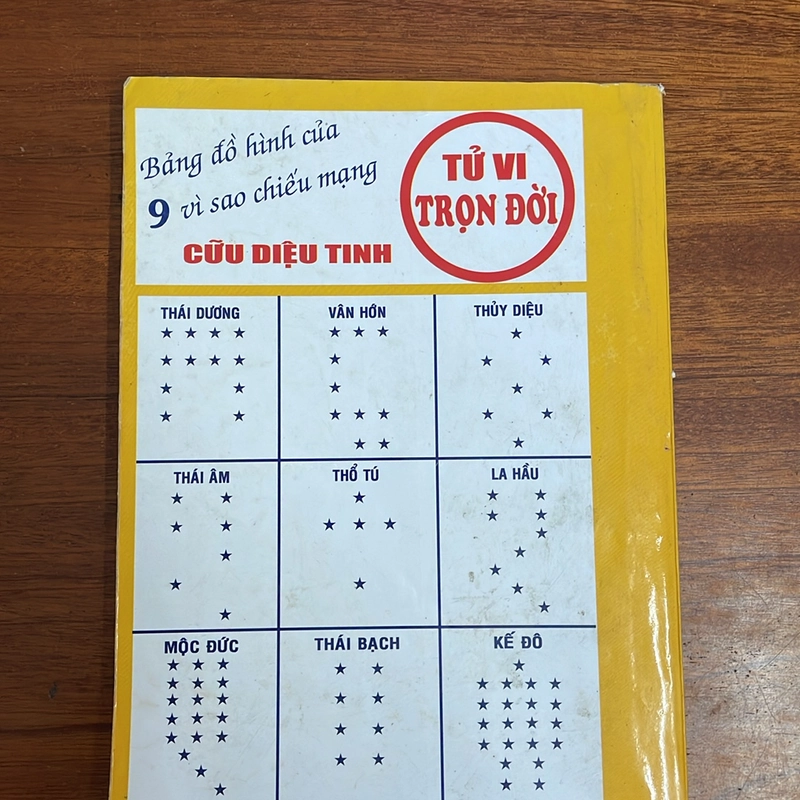 Bảng đồ hình của
9 vì sao chiếu mạng
CỮU DIỆU TINH
TỬ VI
TRỌN ĐỜI
THÁI DƯƠNG
VÂN HỚN
THỦY DIỆU
THÁI ÂM
THỔ TÚ
LA HẦU
MỘC ĐỨC
THÁI BẠCH
KẾ ĐÔ